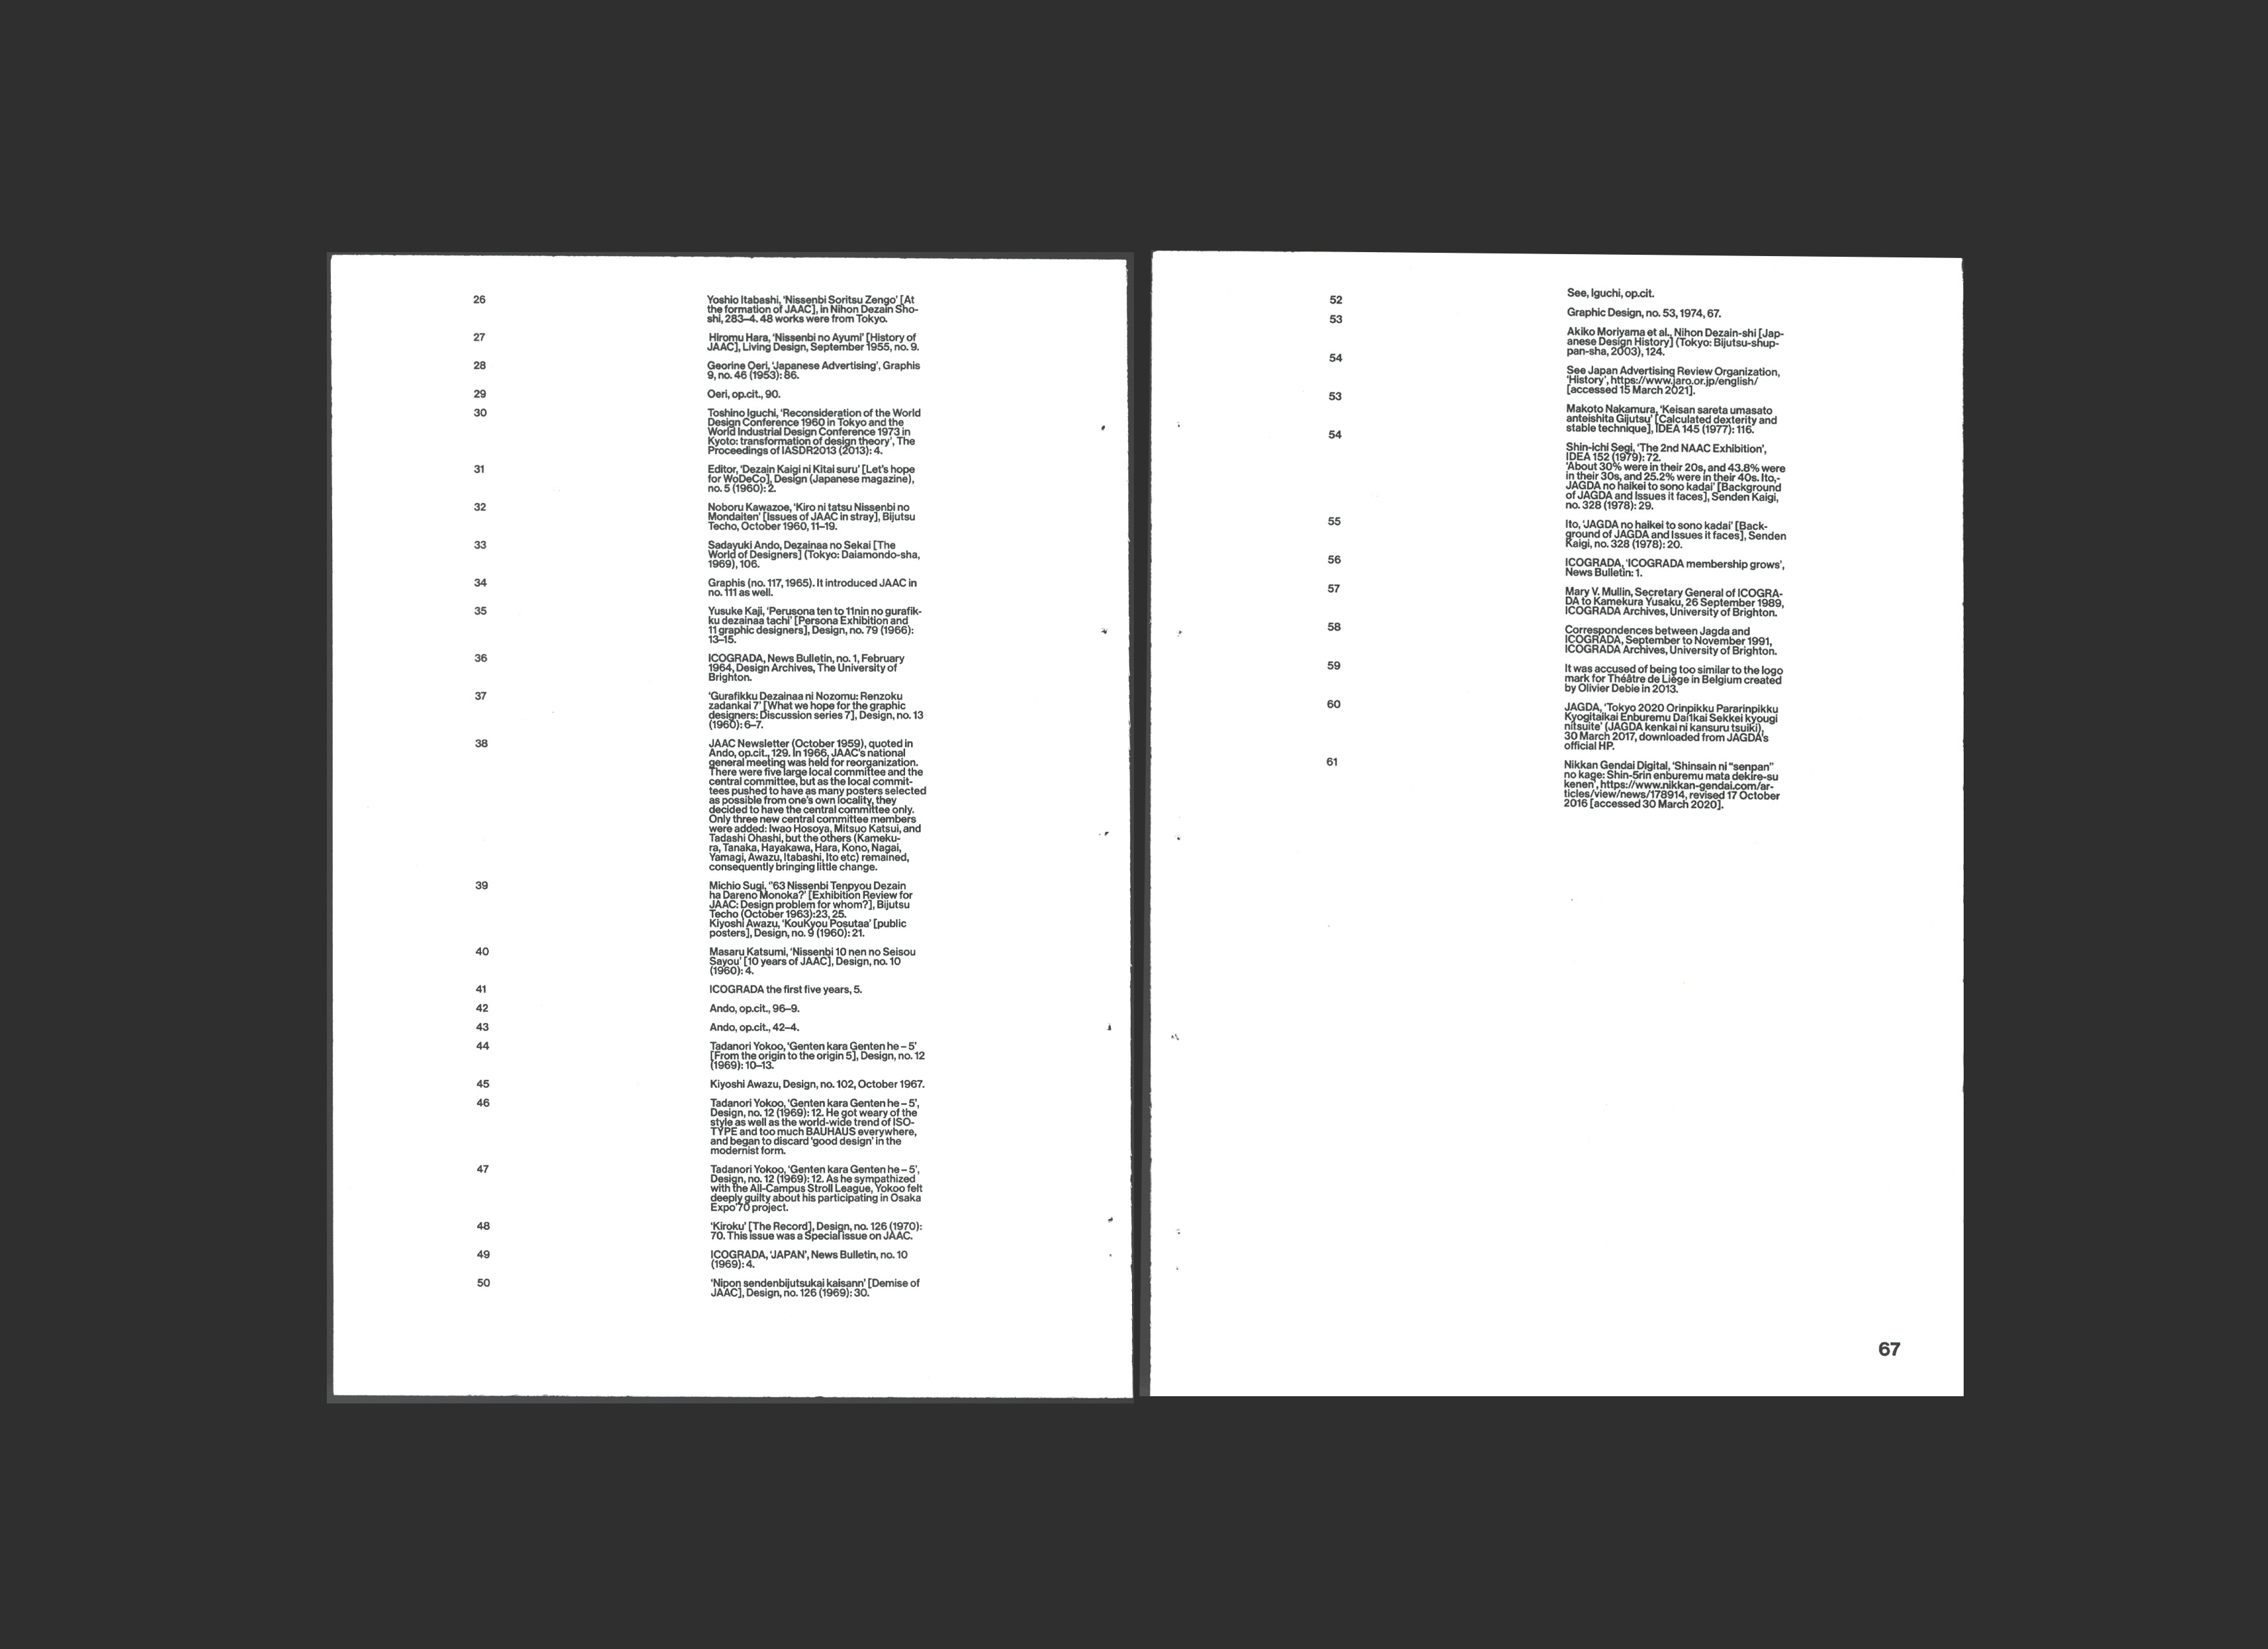 26
Yoshio Itabashi, ‘Nissenbi Soritsu Zengo’ [At
the formation of JAAC], in Nihon Dezain Sho-
shi, 283–4. 48 works were from Tokyo.
27
Hiromu Hara, ‘Nissenbi no Ayumi’ [History of
JAAC], Living Design, September 1955, no. 9.
28
Georine Oeri, ‘Japanese Advertising’, Graphis
9, no. 46 (1953): 86.
29
Oeri, op.cit., 90.
30
Toshino Iguchi, ‘Reconsideration of the World
Design Conference 1960 in Tokyo and the
World Industrial Design Conference 1973 in
Kyoto: transformation of design theory’, The
Proceedings of IASDR2013 (2013): 4.
31
Editor, ‘Dezain Kaigi ni Kitai suru’ [Let’s hope
for WoDeCo], Design (Japanese magazine),
no. 5 (1960): 2.
32
Noboru Kawazoe, ‘Kiro ni tatsu Nissenbi no
Mondaiten’ [Issues of JAAC in stray], Bijutsu
Techo, October 1960, 11–19.
33
Sadayuki Ando, Dezainaa no Sekai [The
World of Designers] (Tokyo: Daiamondo-sha,
1969), 106.
34
Graphis (no. 117, 1965). It introduced JAAC in
no. 111 as well.
35
Yusuke Kaji, ‘Perusona ten to 11nin no gurafik-
ku dezainaa tachi’ [Persona Exhibition and
11 graphic designers], Design, no. 79 (1966):
13–15.
36
ICOGRADA, News Bulletin, no. 1, February
1964, Design Archives, The University of
Brighton.
37
‘Gurafikku Dezainaa ni Nozomu: Renzoku
zadankai 7’ [What we hope for the graphic
designers: Discussion series 7], Design, no. 13
(1960): 6–7.
38
JAAC Newsletter (October 1959), quoted in
Ando, op.cit., 129. In 1966, JAAC’s national
general meeting was held for reorganization.
There were five large local committee and the
central committee, but as the local commit-
tees pushed to have as many posters selected
as possible from one’s own locality, they
decided to have the central committee only.
Only three new central committee members
were added: Iwao Hosoya, Mitsuo Katsui, and
Tadashi Ohashi, but the others (Kameku-
ra, Tanaka, Hayakawa, Hara, Kono, Nagai,
Yamagi, Awazu, Itabashi, Ito etc) remained,
consequently bringing little change.
39
Michio Sugi, ‘’63 Nissenbi Tenpyou Dezain
ha Dareno Monoka?’ [Exhibition Review for
JAAC: Design problem for whom?], Bijutsu
Techo (October 1963):23, 25.
Kiyoshi Awazu, ‘KouKyou Posutaa’ [public
posters], Design, no. 9 (1960): 21.
40
Masaru Katsumi, ‘Nissenbi 10 nen no Seisou
Sayou’ [10 years of JAAC], Design, no. 10
(1960): 4.
41
ICOGRADA the first five years, 5.
42
Ando, op.cit., 96–9.
43
Ando, op.cit., 42–4.
44
Tadanori Yokoo, ‘Genten kara Genten he – 5’
[From the origin to the origin 5], Design, no. 12
(1969): 10–13.
45
Kiyoshi Awazu, Design, no. 102, October 1967.
46
Tadanori Yokoo, ‘Genten kara Genten he – 5’,
Design, no. 12 (1969): 12. He got weary of the
style as well as the world-wide trend of ISO-
TYPE and too much BAUHAUS everywhere,
and began to discard ‘good design’ in the
modernist form.
47
Tadanori Yokoo, ‘Genten kara Genten he – 5’,
Design, no. 12 (1969): 12. As he sympathized
with the All-Campus Stroll League, Yokoo felt
deeply guilty about his participating in Osaka
Expo’70 project.
48
‘Kiroku’ [The Record], Design, no. 126 (1970):
70. This issue was a Special issue on JAAC.
49
ICOGRADA, ‘JAPAN’, News Bulletin, no. 10
(1969): 4.
50
‘Nipon sendenbijutsukai kaisann’ [Demise of
JAAC], Design, no. 126 (1969): 30.
52
See, Iguchi, op.cit.
53
Graphic Design, no. 53, 1974, 67.
Akiko Moriyama et al., Nihon Dezain-shi [Jap-
anese Design History] (Tokyo: Bijutsu-shup-
pan-sha, 2003), 124.
54
See Japan Advertising Review Organization,
‘History’, https://www.jaro.or.jp/english/
[accessed 15 March 2021].
53
Makoto Nakamura, ‘Keisan sareta umasato
anteishita Gijutsu’ [Calculated dexterity and
stable technique], IDEA 145 (1977): 116.
54
Shin-ichi Segi, ‘The 2nd NAAC Exhibition’,
IDEA 152 (1979): 72.
‘About 30% were in their 20s, and 43.8% were
in their 30s, and 25.2% were in their 40s. Ito,-
JAGDA no haikei to sono kadai’ [Background
of JAGDA and Issues it faces], Senden Kaigi,
no. 328 (1978): 29.
55
Ito, ‘JAGDA no haikei to sono kadai’ [Back-
ground of JAGDA and Issues it faces], Senden
Kaigi, no. 328 (1978): 20.
56
ICOGRADA, ‘ICOGRADA membership grows’,
News Bulletin: 1.
57
Mary V. Mullin, Secretary General of ICOGRA-
DA to Kamekura Yusaku, 26 September 1989,
ICOGRADA Archives, University of Brighton.
58
Correspondences between Jagda and
ICOGRADA, September to November 1991,
ICOGRADA Archives, University of Brighton.
59
It was accused of being too similar to the logo
mark for Théâtre de Liège in Belgium created
by Olivier Debie in 2013.
60
JAGDA, ‘Tokyo 2020 Orinpikku Pararinpikku
Kyogitaikai Enburemu Dai1kai Sekkei kyougi
nitsuite’ (JAGDA kenkai ni kansuru tsuiki),
30 March 2017, downloaded from JAGDA’s
official HP.
61
Nikkan Gendai Digital, ‘Shinsain ni “senpan”
no kage: Shin-5rin enburemu mata dekire-su
kenen’, https://www.nikkan-gendai.com/ar-
ticles/view/news/178914, revised 17 October
2016 [accessed 30 March 2020].
67